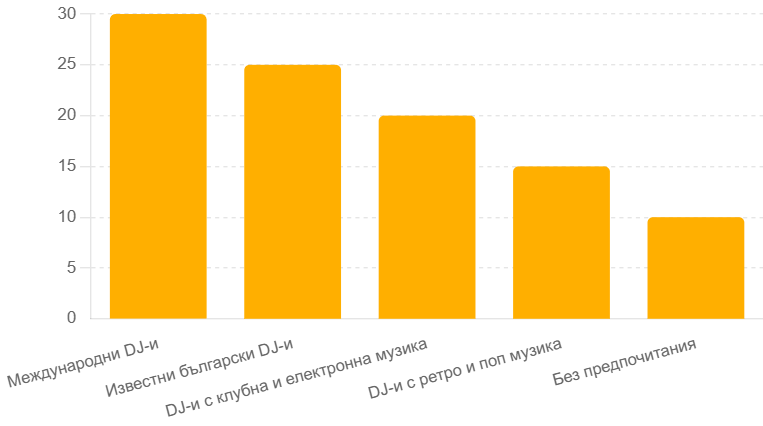 30
25
20
15
10
5
0
Международни DJ-и
Известни български DJ-и
DJ-и с клубна и електронна музика
DJ-и с ретро и поп музика
Без предпочитания